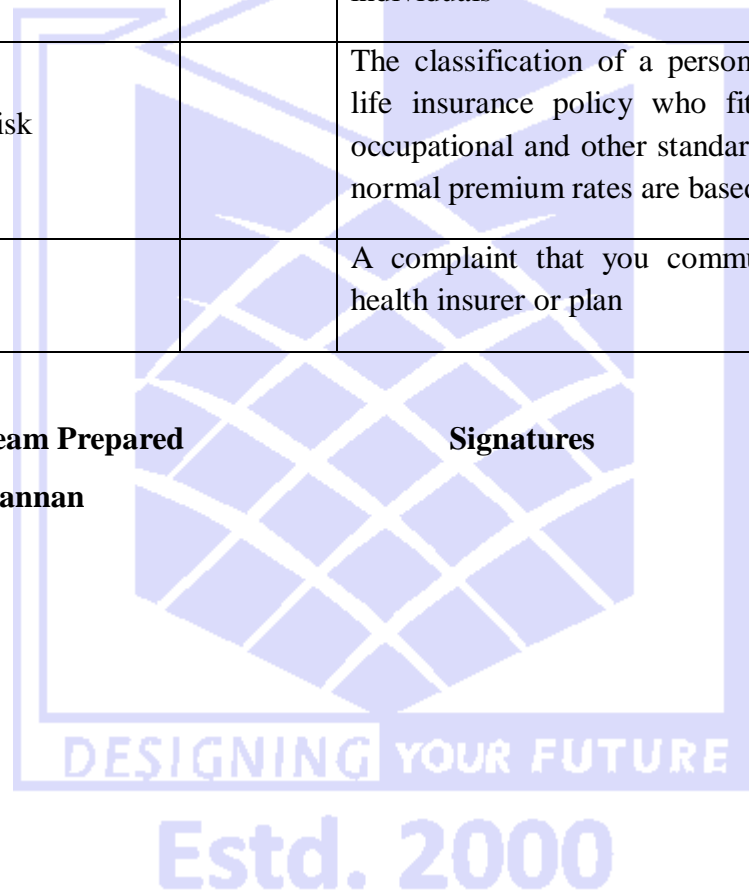 individuals
The classification of a person
life insurance policy who fit
isk
occupational and other standar
normal premium rates are based
A complaint that you commu
health insurer or plan
eam Prepared Signatures
annan
DESIGNING YOUR FUTURE
Estd. 2000